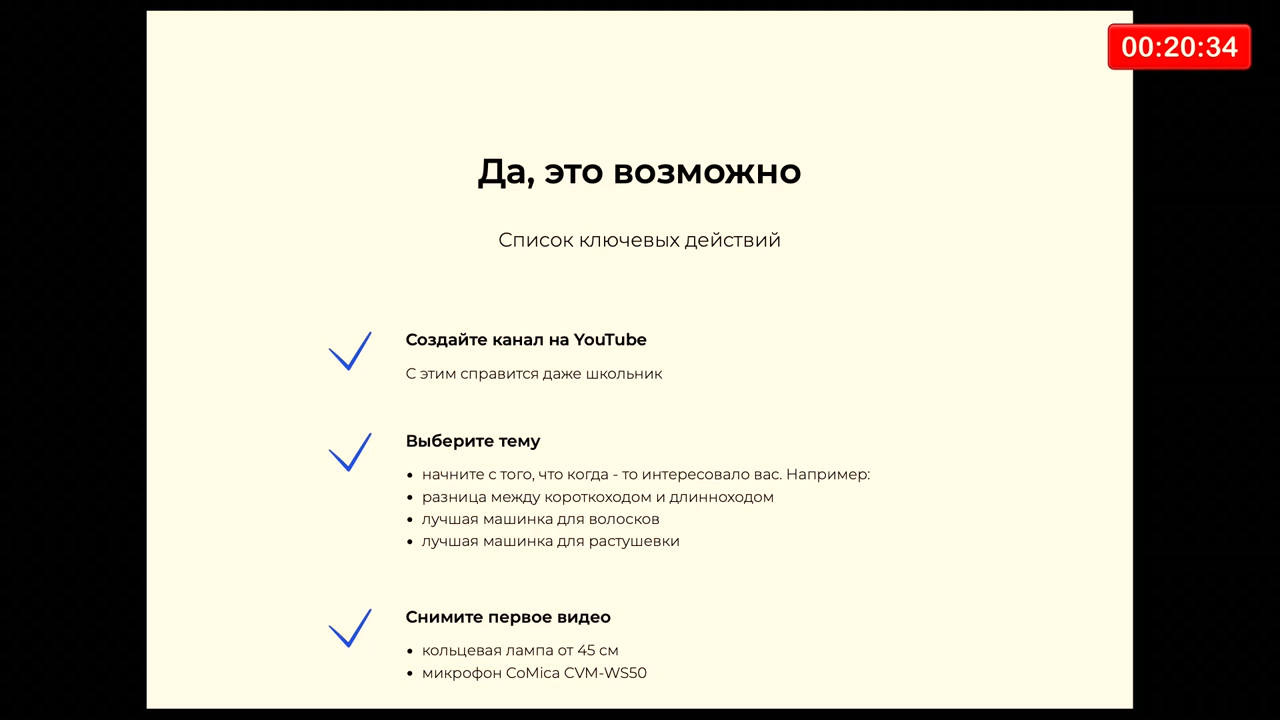 00:20:34
Да, это возможно
Список ключевых действий
Создайте канал на YouTube
С этим справится даже школьник
Выберите тему
• начните с того, что когда - то интересовало вас. Например:
• разница между короткоходом и длинноходом
• лучшая машинка для волосков
• лучшая машинка для растушевки
Снимите первое видео
• кольцевая лампа от 45 см
• микрофон CoMica CVM-WS50